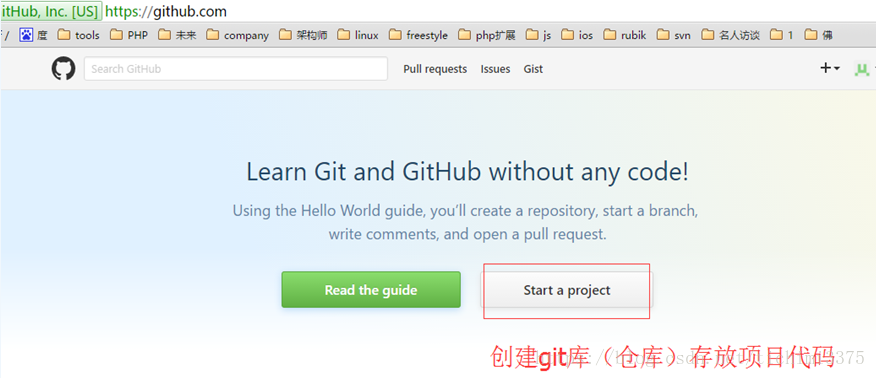 itHub, Inc. [US] https://github.com
/ 度 tools PHP 未来 company 架构师 linux freestyle php扩展 js ios rubik svn 名人访谈 1 佛
Search GitHub Pull requests Issues Gist
Learn Git and GitHub without any code!
Using the Hello World guide, you’ll create a repository, start a branch,
write comments, and open a pull request.
Read the guide Start a project
创建git库（仓库）存放项目代码